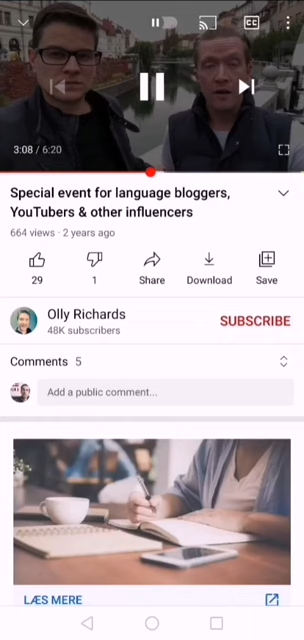 CC
3:08 / 6:20
Special event for language bloggers,
YouTubers & other influencers
664 views · 2 years ago
29
1
Share
Download
Save
Olly Richards
48K subscribers
SUBSCRIBE
Comments 5
Add a public comment...
LÆS MERE